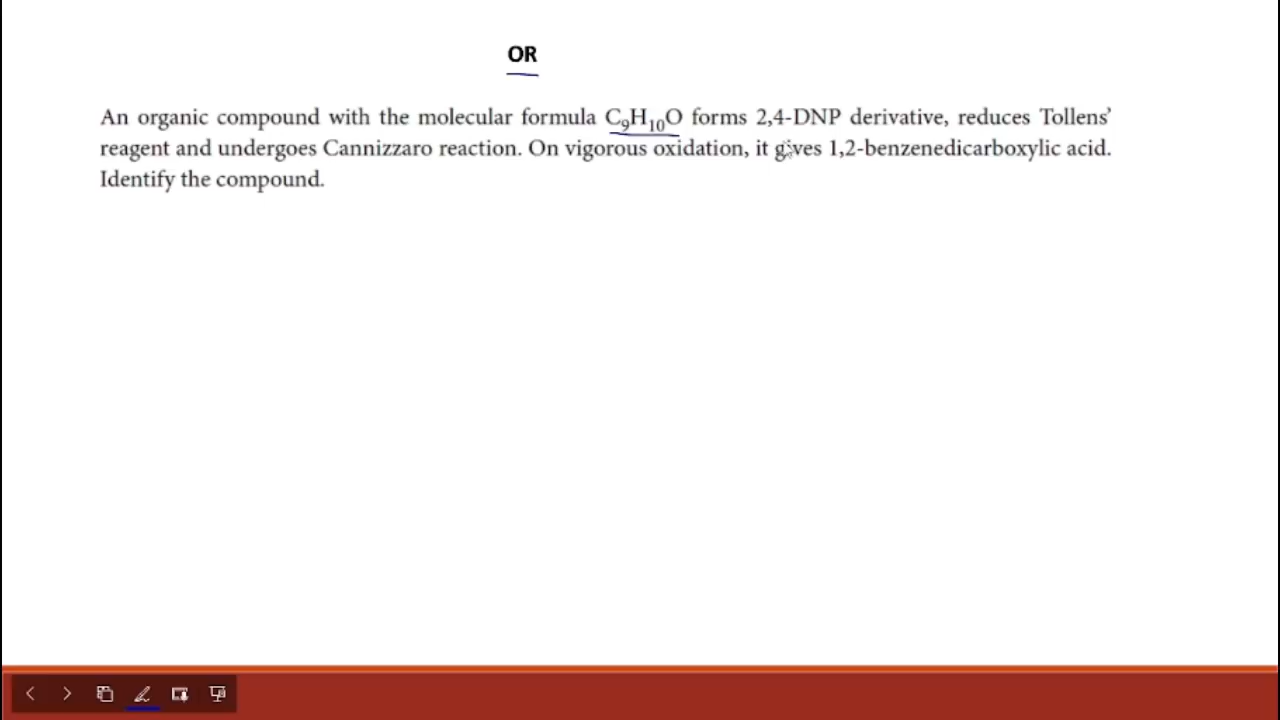 OR
An organic compound with the molecular formula C₉H₁₀O forms 2,4-DNP derivative, reduces Tollens’
reagent and undergoes Cannizzaro reaction. On vigorous oxidation, it gives 1,2-benzenedicarboxylic acid.
Identify the compound.